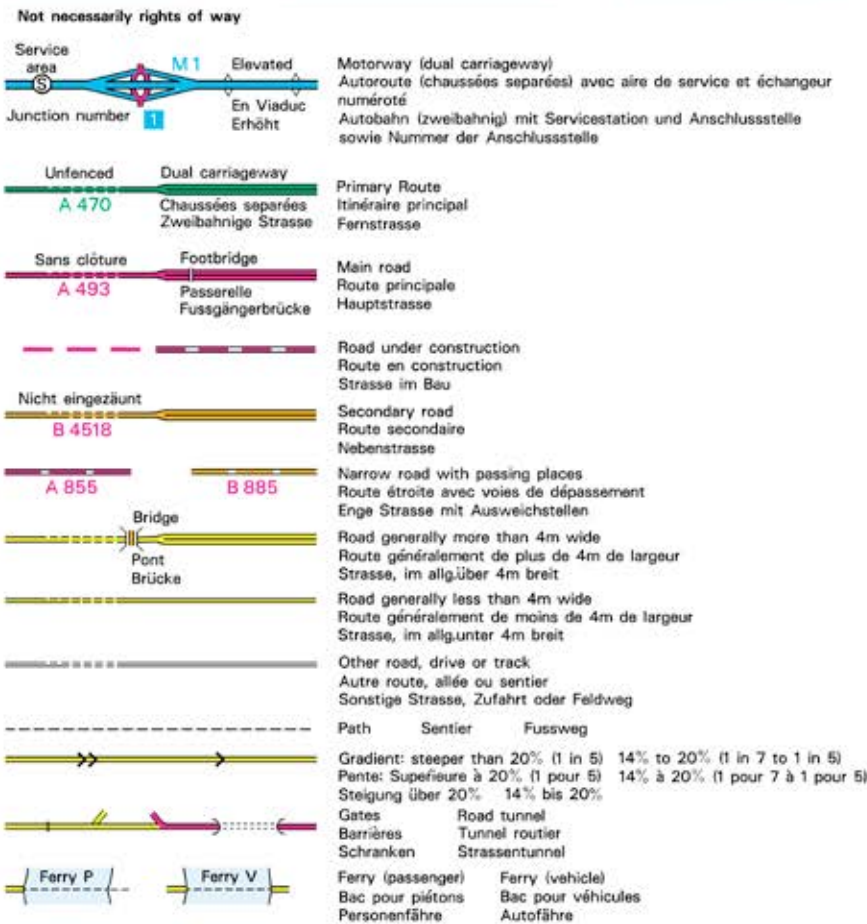 Not necessarily rights of way
Service
area
S
M 1
Elevated
Junction number
1
En Viaduc
Erhöht
Motorway (dual carriageway)
Autoroute (chaussées separées) avec aire de service et échangeur
numéroté
Autobahn (zweibahnig) mit Servicestation und Anschlussstelle
sowie Nummer der Anschlussstelle
Unfenced
Dual carriageway
A 470
Chaussées separées
Zweibahnige Strasse
Primary Route
Itinéraire principal
Fernstrasse
Sans clôture
Footbridge
A 493
Passerelle
Fussgängerbrücke
Main road
Route principale
Hauptstrasse
Road under construction
Route en construction
Strasse im Bau
Nicht eingezäunt
B 4518
Secondary road
Route secondaire
Nebenstrasse
A 855
B 885
Narrow road with passing places
Route étroite avec voies de dépassement
Enge Strasse mit Ausweichstellen
Bridge
Pont
Brücke
Road generally more than 4m wide
Route généralement de plus de 4m de largeur
Strasse, im allg.über 4m breit
Road generally less than 4m wide
Route généralement de moins de 4m de largeur
Strasse, im allg.unter 4m breit
Other road, drive or track
Autre route, allée ou sentier
Sonstige Strasse, Zufahrt oder Feldweg
Path Sentier Fussweg
Gradient: steeper than 20% (1 in 5) 14% to 20% (1 in 7 to 1 in 5)
Pente: Superieure à 20% (1 pour 5) 14% à 20% (1 pour 7 à 1 pour 5)
Steigung über 20% 14% bis 20%
Gates Road tunnel
Barrières Tunnel routier
Schranken Strassentunnel
Ferry P
Ferry V
Ferry (passenger) Ferry (vehicle)
Bac pour piétons Bac pour véhicules
Personenfähre Autofähre